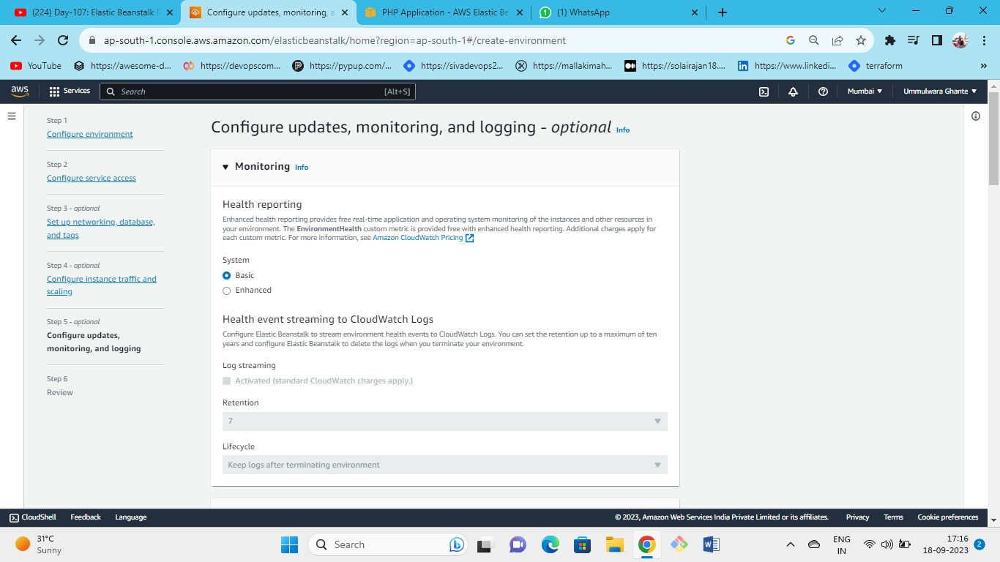 (224) Day-107: Elastic Beanstalk F
Configure updates, monitoring, a
PHP Application - AWS Elastic Be
(1) WhatsApp
ap-south-1.console.aws.amazon.com/elasticbeanstalk/home?region=ap-south-1#/create-environment
YouTube
https://awesome-d...
https://devopscom...
https://pypup.com/...
https://sivadevops2...
https://mallakimah...
https://solairajan18....
https://www.linkedi...
terraform
»
aws
Services
Search
[Alt+S]
Mumbai
Ummulwara Ghante
Step 1
Configure environment
Step 2
Configure service access
Step 3 - optional
Set up networking, database,
and tags
Step 4 - optional
Configure instance traffic and
scaling
Step 5 - optional
Configure updates,
monitoring, and logging
Step 6
Review
Configure updates, monitoring, and logging - optional Info
Monitoring Info
Health reporting
Enhanced health reporting provides free real-time application and operating system monitoring of the instances and other resources in
your environment. The EnvironmentHealth custom metric is provided free with enhanced health reporting. Additional charges apply for
each custom metric. For more information, see Amazon CloudWatch Pricing
System
Basic
Enhanced
Health event streaming to CloudWatch Logs
Configure Elastic Beanstalk to stream environment health events to CloudWatch Logs. You can set the retention up to a maximum of ten
years and configure Elastic Beanstalk to delete the logs when you terminate your environment.
Log streaming
Activated (standard CloudWatch charges apply.)
Retention
7
Lifecycle
Keep logs after terminating environment
CloudShell
Feedback
Language
© 2023, Amazon Web Services India Private Limited or its affiliates.
Privacy
Terms
Cookie preferences
31°C
Sunny
Search
ENG
IN
17:16
18-09-2023
2